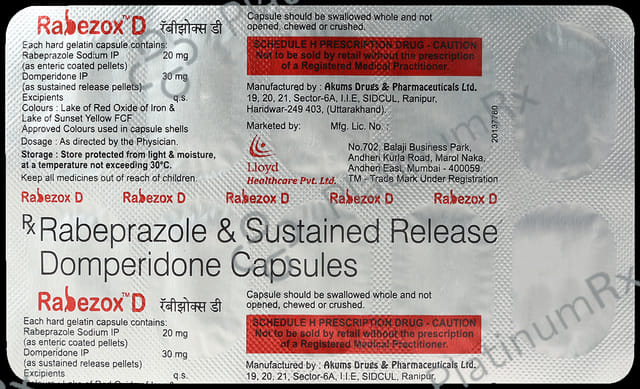 Rabezox™ D रॅबीझोक्स डी
Each hard gelatin capsule contains:
Rabeprazole Sodium IP 20 mg
(as enteric coated pellets)
Domperidone IP 30 mg
(as sustained release pellets)
Excipients q.s.
Colours : Lake of Red Oxide of Iron &
Lake of Sunset Yellow FCF
Approved Colours used in capsule shells
Dosage : As directed by the Physician.
Storage : Store protected from light & moisture,
at a temperature not exceeding 30°C.
Keep all medicines out of reach of children.
Capsule should be swallowed whole and not
opened, chewed or crushed.
SCHEDULE H PRESCRIPTION DRUG - CAUTION
Not to be sold by retail without the prescription
of a Registered Medical Practitioner.
Manufactured by : Akums Drugs & Pharmaceuticals Ltd.
19, 20, 21, Sector-6A, I.I.E, SIDCUL, Ranipur,
Haridwar-249 403, (Uttarakhand).
Marketed by: Mfg. Lic. No. :
Lloyd
Healthcare Pvt. Ltd.
No.702, Balaji Business Park,
Andheri Kurla Road, Marol Naka,
Andheri East, Mumbai - 400059.
TM - Trade Mark Under Registration
20137760
Rabezox D Rabezox D Rabezox D Rabezox D Rabezox D
Rx Rabeprazole & Sustained Release
Domperidone Capsules
Rabezox™ D रॅबीझोक्स डी
Each hard gelatin capsule contains:
Rabeprazole Sodium IP 20 mg
(as enteric coated pellets)
Domperidone IP 30 mg
(as sustained release pellets)
Excipients q.s.
Capsule should be swallowed whole and not
opened, chewed or crushed.
SCHEDULE H PRESCRIPTION DRUG - CAUTION
Not to be sold by retail without the prescription
of a Registered Medical Practitioner.
Manufactured by : Akums Drugs & Pharmaceuticals Ltd.
19, 20, 21, Sector-6A, I.I.E, SIDCUL, Ranipur,
PlatinumRx